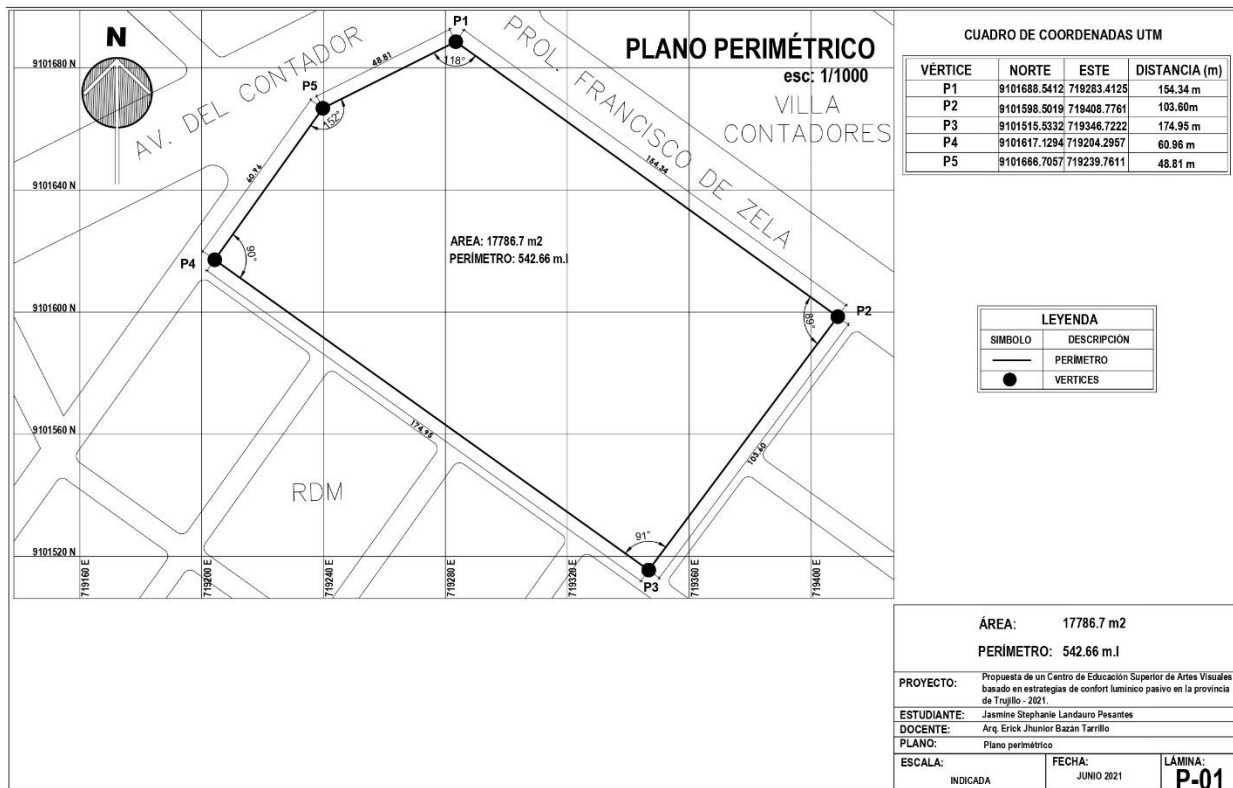 N
PLANO PERIMÉTRICO
esc: 1/1000
AV. DEL CONTADOR
PROL. FRANCISCO DE ZELA
VILLA
CONTADORES
RDM
P1
P2
P3
P4
P5
118°
152°
90°
89°
91°
48.81
154.34
60.96
174.95
103.60
AREA: 17786.7 m2
PERÍMETRO: 542.66 m.l
9101680 N
9101640 N
9101600 N
9101560 N
9101520 N
719160 E
719200 E
719240 E
719280 E
719320 E
719360 E
719400 E
CUADRO DE COORDENADAS UTM
VÉRTICE NORTE ESTE DISTANCIA (m)
P1 9101688.5412 719283.4125 154.34 m
P2 9101598.5019 719408.7761 103.60m
P3 9101515.5332 719346.7222 174.95 m
P4 9101617.1294 719204.2957 60.96 m
P5 9101666.7057 719239.7611 48.81 m
LEYENDA
SIMBOLO DESCRIPCIÓN
PERÍMETRO
VERTICES
ÁREA: 17786.7 m2
PERÍMETRO: 542.66 m.l
PROYECTO: Propuesta de un Centro de Educación Superior de Artes Visuales
basado en estrategias de confort lumínico pasivo en la provincia
de Trujillo - 2021.
ESTUDIANTE: Jasmine Stephanie Landauro Pesantes
DOCENTE: Arq. Erick Jhunior Bazán Tarrillo
PLANO: Plano perimétrico
ESCALA: INDICADA
FECHA: JUNIO 2021
LÁMINA: P-01